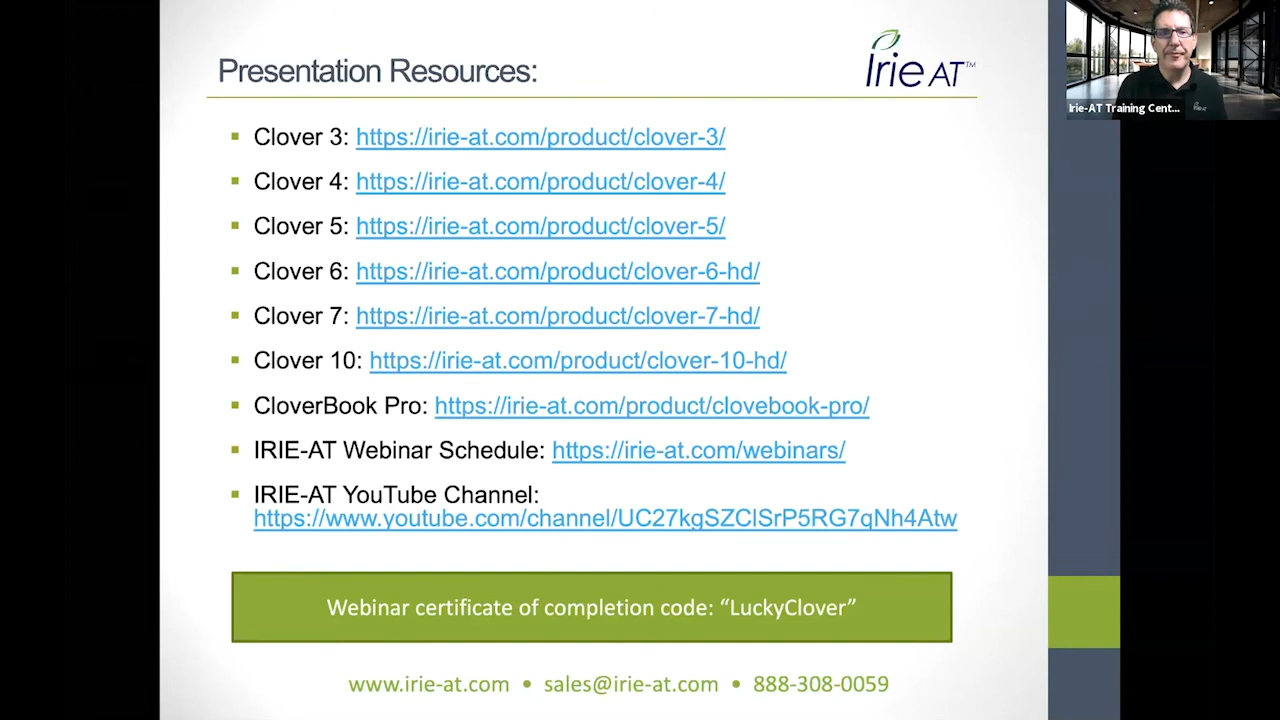 Presentation Resources:
Irie AT™
Irie-AT Training Cent...
Clover 3: https://irie-at.com/product/clover-3/
Clover 4: https://irie-at.com/product/clover-4/
Clover 5: https://irie-at.com/product/clover-5/
Clover 6: https://irie-at.com/product/clover-6-hd/
Clover 7: https://irie-at.com/product/clover-7-hd/
Clover 10: https://irie-at.com/product/clover-10-hd/
CloverBook Pro: https://irie-at.com/product/clovebook-pro/
IRIE-AT Webinar Schedule: https://irie-at.com/webinars/
IRIE-AT YouTube Channel:
https://www.youtube.com/channel/UC27kgSZClSrP5RG7qNh4Atw
Webinar certificate of completion code: “LuckyClover”
www.irie-at.com • sales@irie-at.com • 888-308-0059